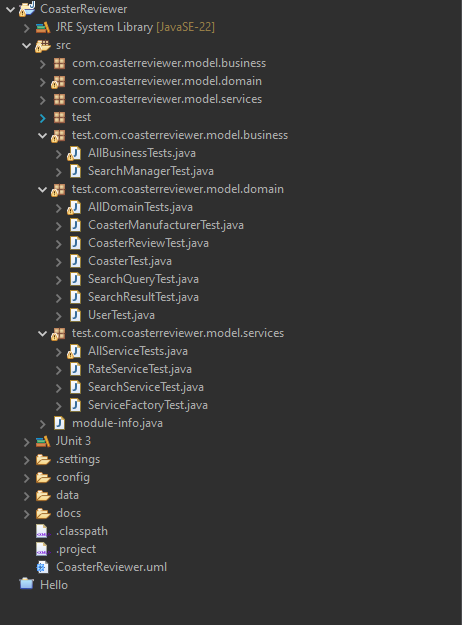 CoasterReviewer
JRE System Library [JavaSE-22]
src
com.coasterreviewer.model.business
com.coasterreviewer.model.domain
com.coasterreviewer.model.services
test
test.com.coasterreviewer.model.business
AllBusinessTests.java
SearchManagerTest.java
test.com.coasterreviewer.model.domain
AllDomainTests.java
CoasterManufacturerTest.java
CoasterReviewTest.java
CoasterTest.java
SearchQueryTest.java
SearchResultTest.java
UserTest.java
test.com.coasterreviewer.model.services
AllServiceTests.java
RateServiceTest.java
SearchServiceTest.java
ServiceFactoryTest.java
module-info.java
JUnit 3
.settings
config
data
docs
.classpath
.project
CoasterReviewer.uml
Hello